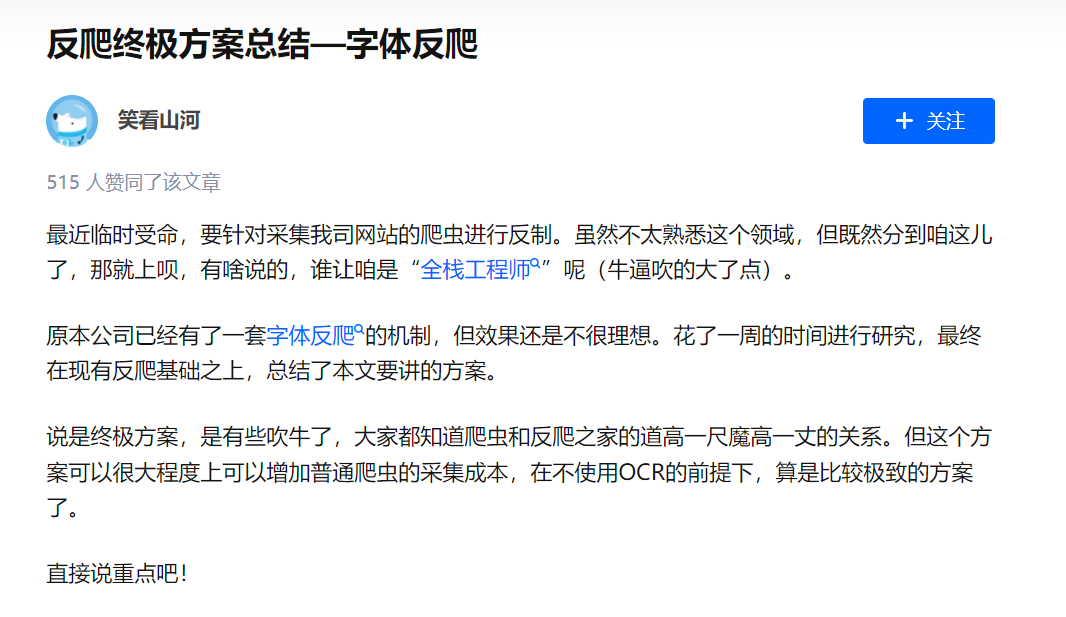 反爬终极方案总结—字体反爬
笑看山河
+ 关注
515 人赞同了该文章
最近临时受命，要针对采集我司网站的爬虫进行反制。虽然不太熟悉这个领域，但既然分到咱这儿
了，那就上呗，有啥说的，谁让咱是“全栈工程师”呢（牛逼吹的大了点）。
原本公司已经有了一套字体反爬的机制，但效果还是不很理想。花了一周的时间进行研究，最终
在现有反爬基础之上，总结了本文要讲的方案。
说是终极方案，是有些吹牛了，大家都知道爬虫和反爬之家的道高一尺魔高一丈的关系。但这个方
案可以很大程度上可以增加普通爬虫的采集成本，在不使用OCR的前提下，算是比较极致的方案
了。
直接说重点吧！